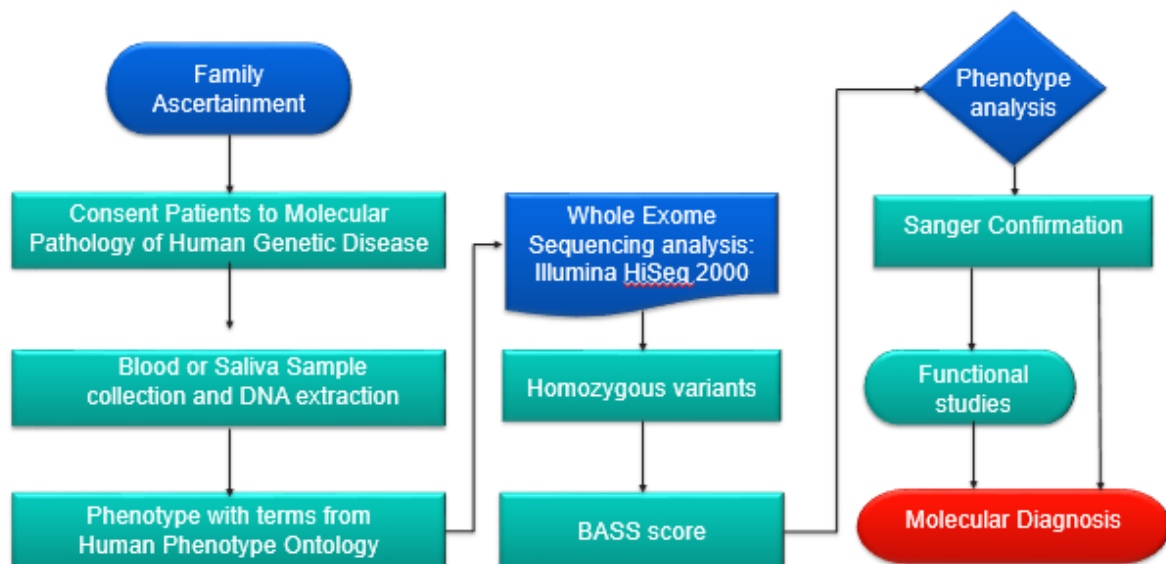 Family
Ascertainment
Consent Patients to Molecular
Pathology of Human Genetic Disease
Blood or Saliva Sample
collection and DNA extraction
Phenotype with terms from
Human Phenotype Ontology
Whole Exome
Sequencing analysis:
Illumina HiSeq 2000
Homozygous variants
BASS score
Phenotype
analysis
Sanger Confirmation
Functional
studies
Molecular Diagnosis